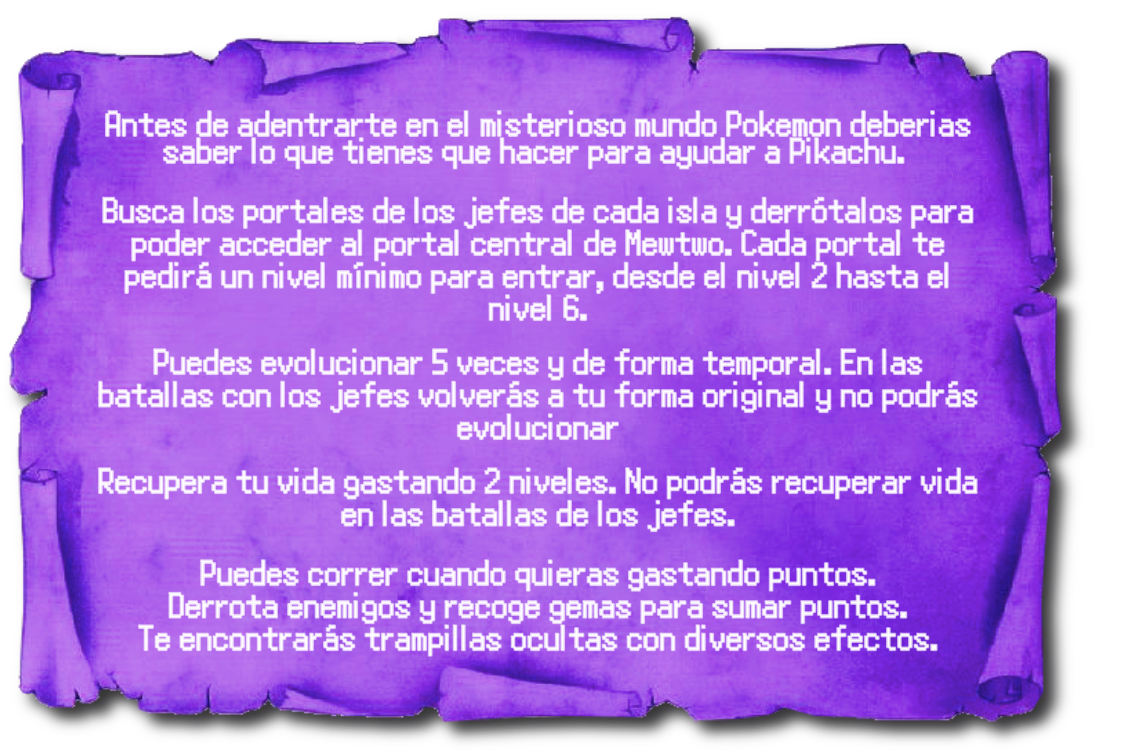 Antes de adentrarte en el misterioso mundo Pokemon deberias
saber lo que tienes que hacer para ayudar a Pikachu.
Busca los portales de los jefes de cada isla y derrótalos para
poder acceder al portal central de Mewtwo. Cada portal te
pedirá un nivel mínimo para entrar, desde el nivel 2 hasta el
nivel 6.
Puedes evolucionar 5 veces y de forma temporal. En las
batallas con los jefes volverás a tu forma original y no podrás
evolucionar
Recupera tu vida gastando 2 niveles. No podrás recuperar vida
en las batallas de los jefes.
Puedes correr cuando quieras gastando puntos.
Derrota enemigos y recoge gemas para sumar puntos.
Te encontrarás trampillas ocultas con diversos efectos.